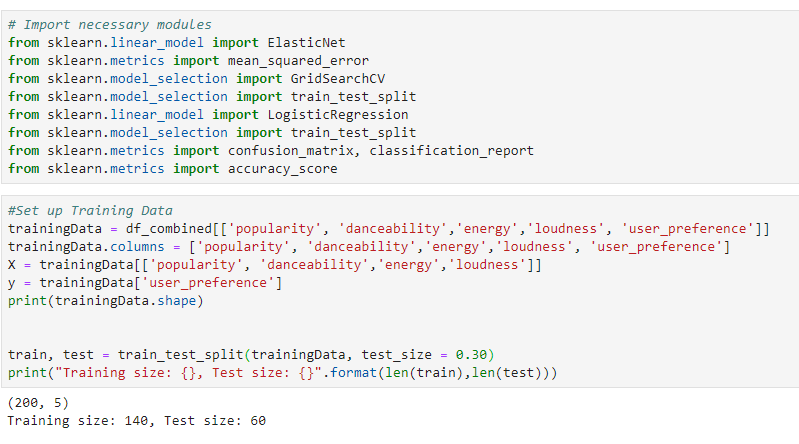 # Import necessary modules
from sklearn.linear_model import ElasticNet
from sklearn.metrics import mean_squared_error
from sklearn.model_selection import GridSearchCV
from sklearn.model_selection import train_test_split
from sklearn.linear_model import LogisticRegression
from sklearn.model_selection import train_test_split
from sklearn.metrics import confusion_matrix, classification_report
from sklearn.metrics import accuracy_score
#Set up Training Data
trainingData = df_combined[['popularity', 'danceability','energy','loudness', 'user_preference']]
trainingData.columns = ['popularity', 'danceability','energy','loudness', 'user_preference']
X = trainingData[['popularity', 'danceability','energy','loudness']]
y = trainingData['user_preference']
print(trainingData.shape)
train, test = train_test_split(trainingData, test_size = 0.30)
print("Training size: {}, Test size: {}".format(len(train),len(test)))
(200, 5)
Training size: 140, Test size: 60